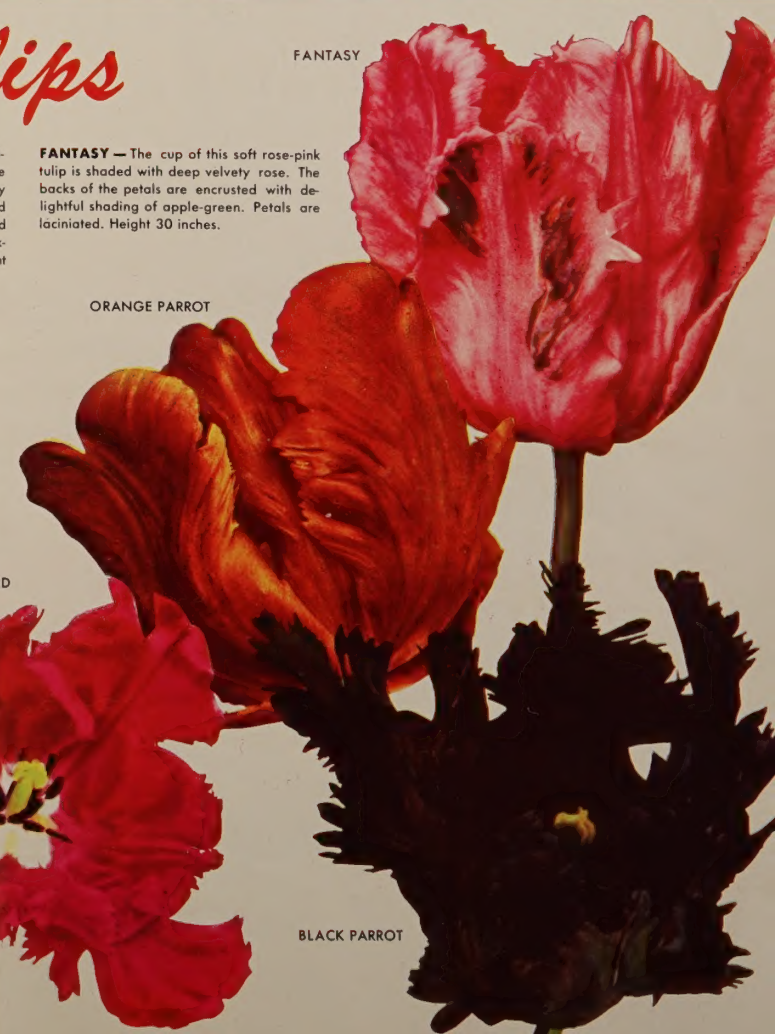 lips
FANTASY
FANTASY — The cup of this soft rose-pink
tulip is shaded with deep velvety rose. The
backs of the petals are encrusted with de-
lightful shading of apple-green. Petals are
laciniated. Height 30 inches.
ORANGE PARROT
D
BLACK PARROT